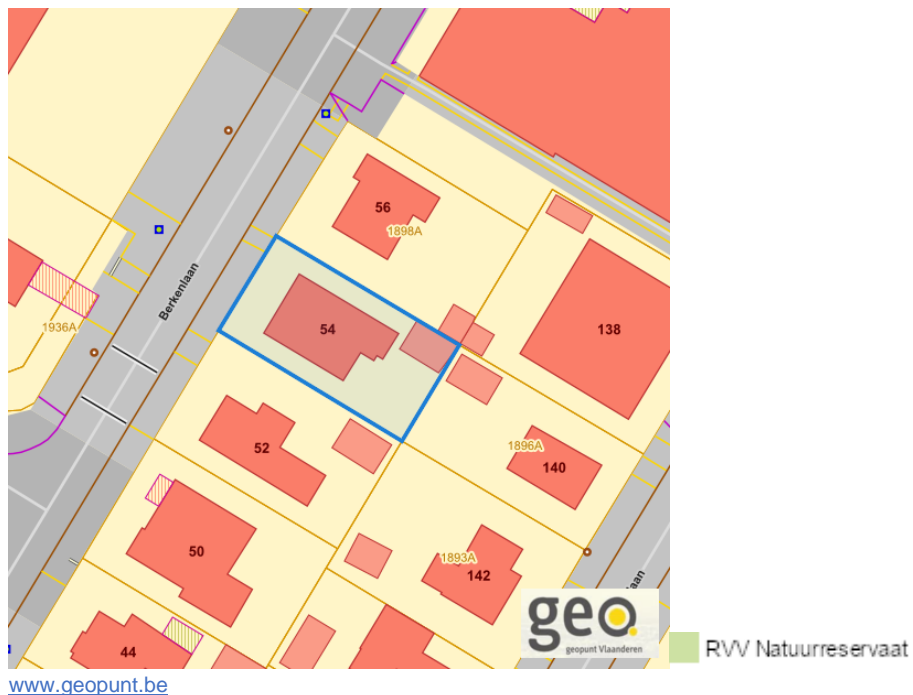 56
1898A
Berkenlaan
54
138
1936A
52
1896A
140
50
1893A
142
laan
44
geo
geopunt Vlaanderen
RVV Natuurreservaat
www.geopunt.be